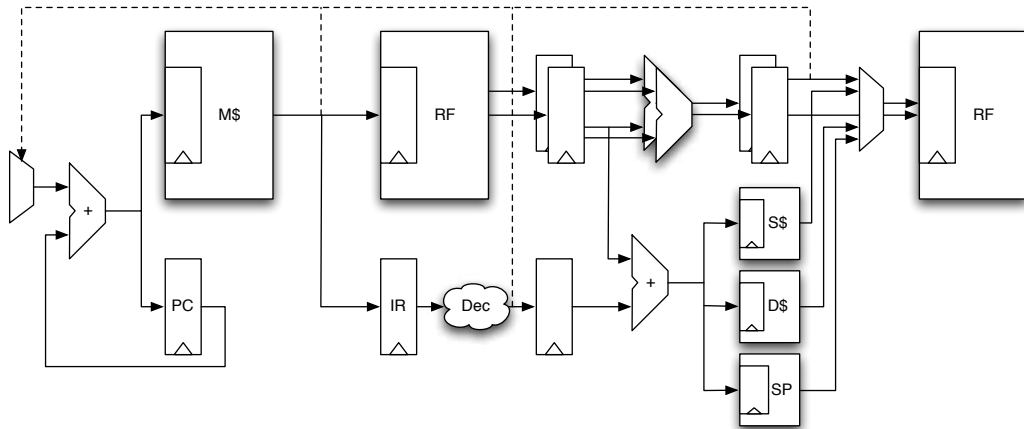 M$
RF
RF
+
S$
PC
IR
Dec
+
D$
SP